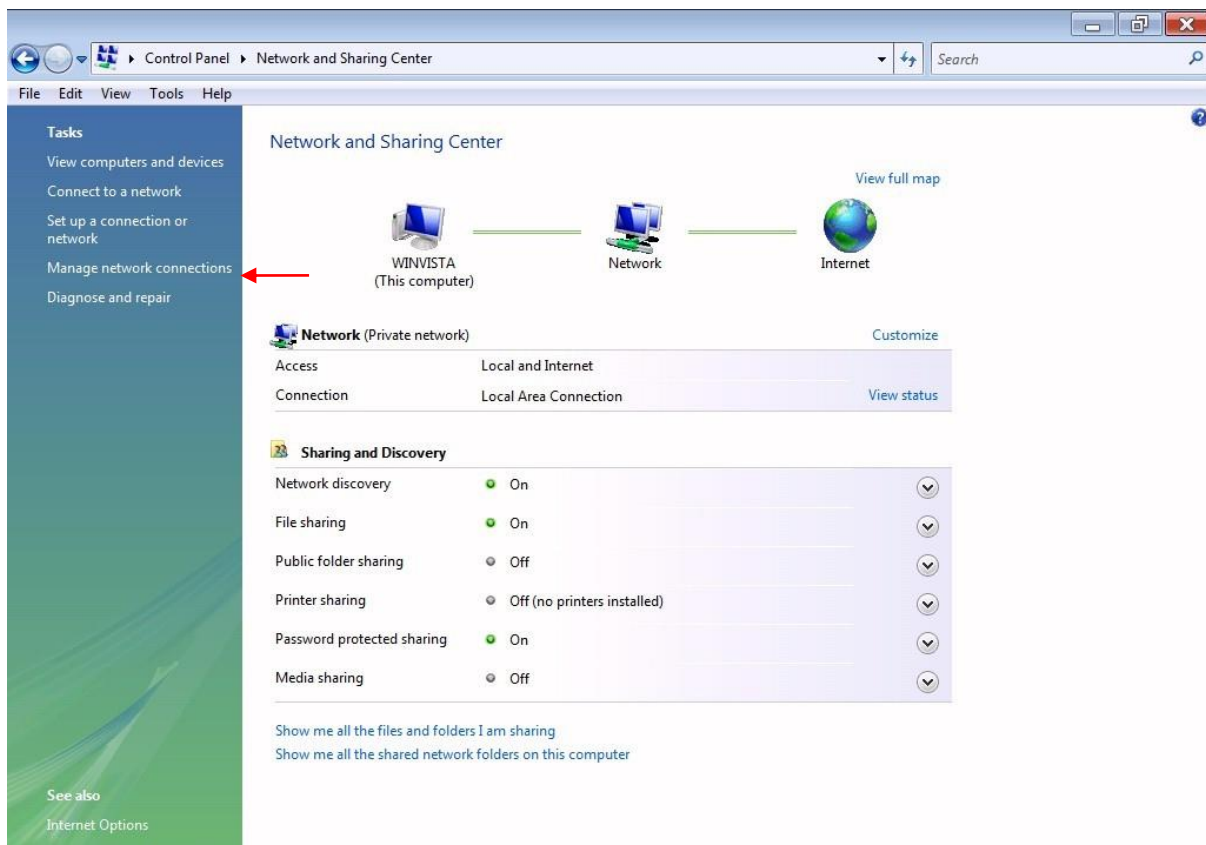 Control Panel
Network and Sharing Center
Search
File Edit View Tools Help
Tasks
View computers and devices
Connect to a network
Set up a connection or
network
Manage network connections
Diagnose and repair
See also
Internet Options
Network and Sharing Center
View full map
WINVISTA
(This computer)
Network
Internet
Network (Private network)
Customize
Access Local and Internet
Connection Local Area Connection View status
Sharing and Discovery
Network discovery On
File sharing On
Public folder sharing Off
Printer sharing Off (no printers installed)
Password protected sharing On
Media sharing Off
Show me all the files and folders I am sharing
Show me all the shared network folders on this computer